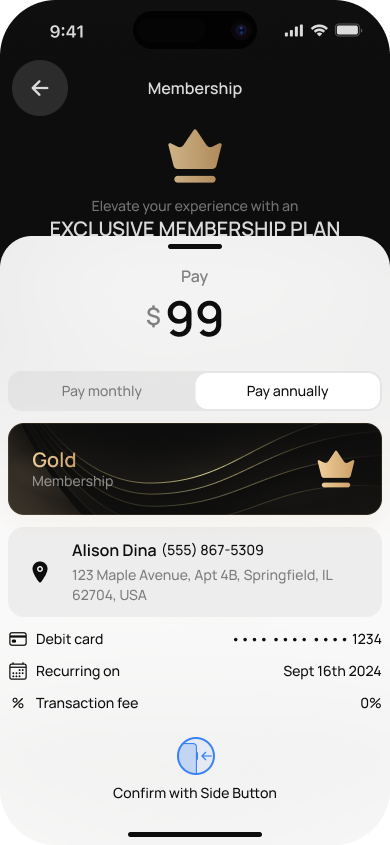 9:41
Membership
Elevate your experience with an
EXCLUSIVE MEMBERSHIP PLAN
Pay
$ 99
Pay monthly Pay annually
Gold
Membership
Alison Dina (555) 867-5309
123 Maple Avenue, Apt 4B, Springfield, IL
62704, USA
Debit card •••• •••• •••• 1234
Recurring on Sept 16th 2024
% Transaction fee 0%
Confirm with Side Button